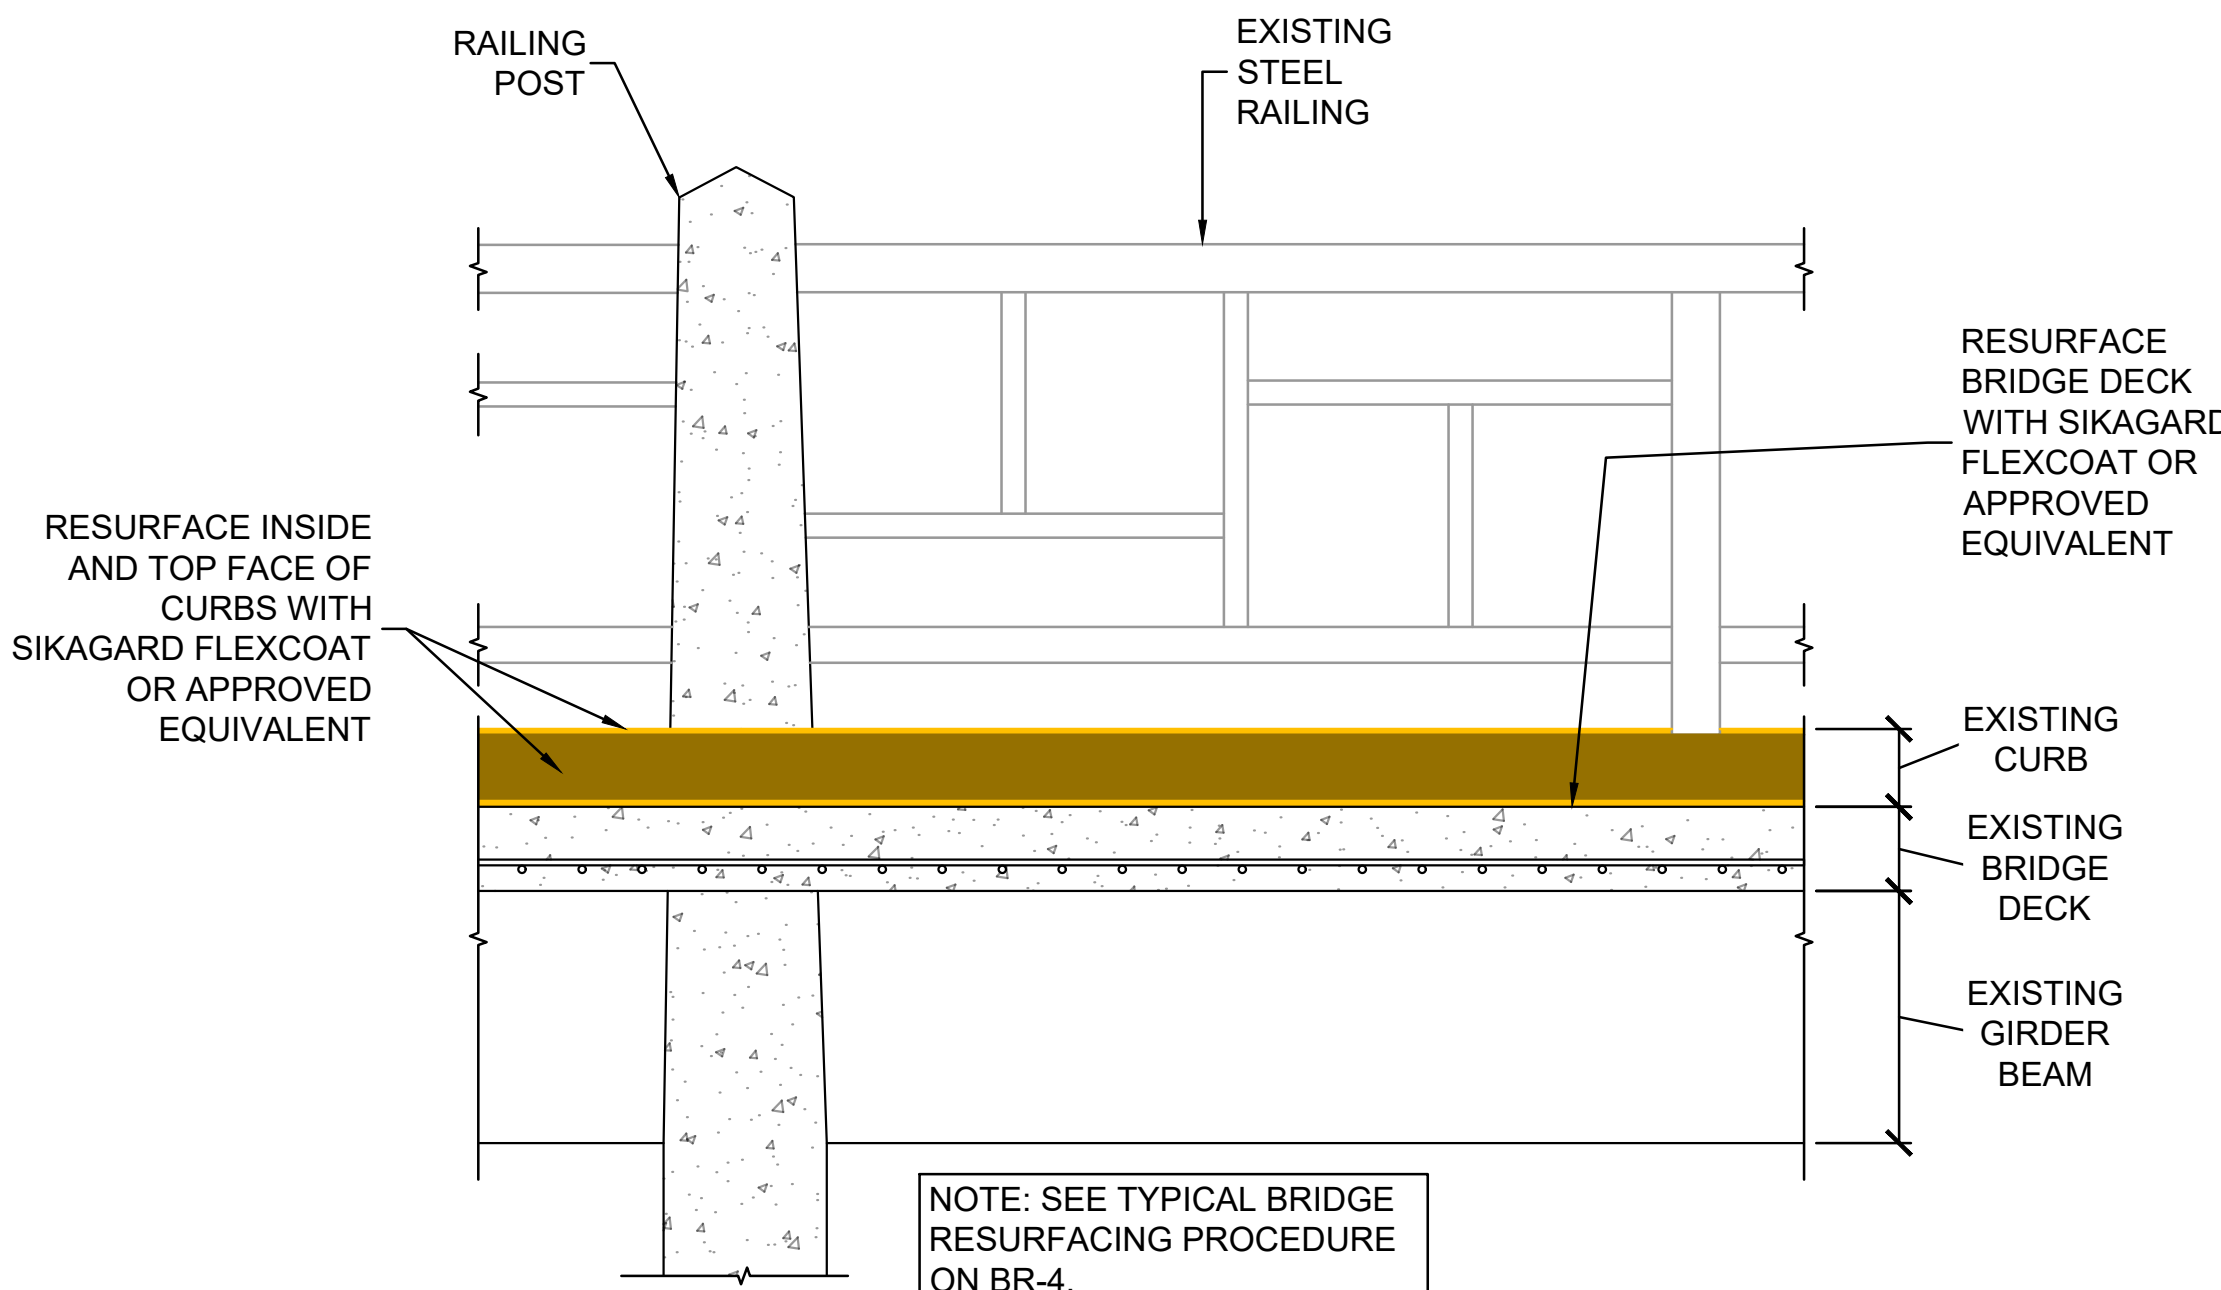 RAILING
POST
EXISTING
STEEL
RAILING
RESURFACE
BRIDGE DECK
WITH SIKAGARD
FLEXCOAT OR
APPROVED
EQUIVALENT
RESURFACE INSIDE
AND TOP FACE OF
CURBS WITH
SIKAGARD FLEXCOAT
OR APPROVED
EQUIVALENT
EXISTING
CURB
EXISTING
BRIDGE
DECK
EXISTING
GIRDER
BEAM
NOTE: SEE TYPICAL BRIDGE
RESURFACING PROCEDURE
ON BR-4.